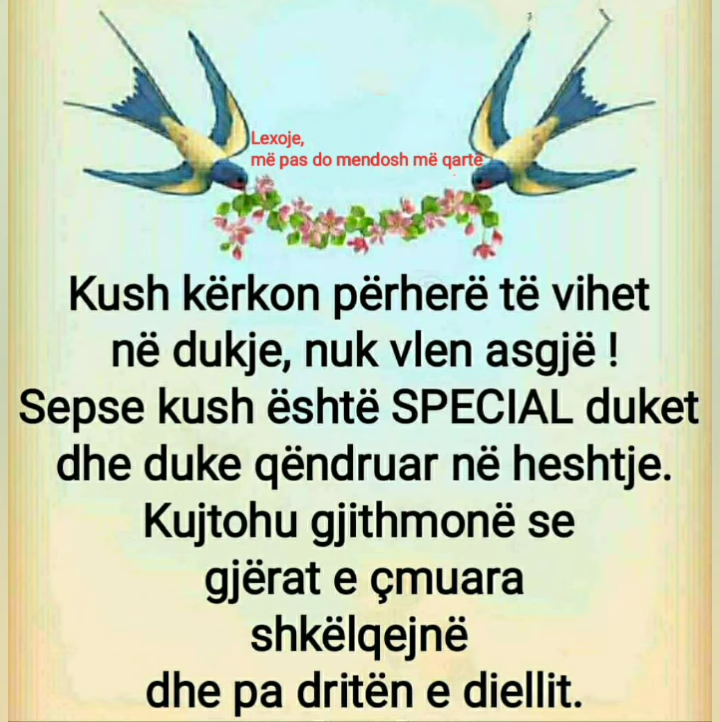 Lexoje,
më pas do mendosh më qartë
Kush kërkon përherë të vihet
në dukje, nuk vlen asgjë !
Sepse kush është SPECIAL duket
dhe duke qëndruar në heshtje.
Kujtohu gjithmonë se
gjërat e çmuara
shkëlqejnë
dhe pa dritën e diellit.